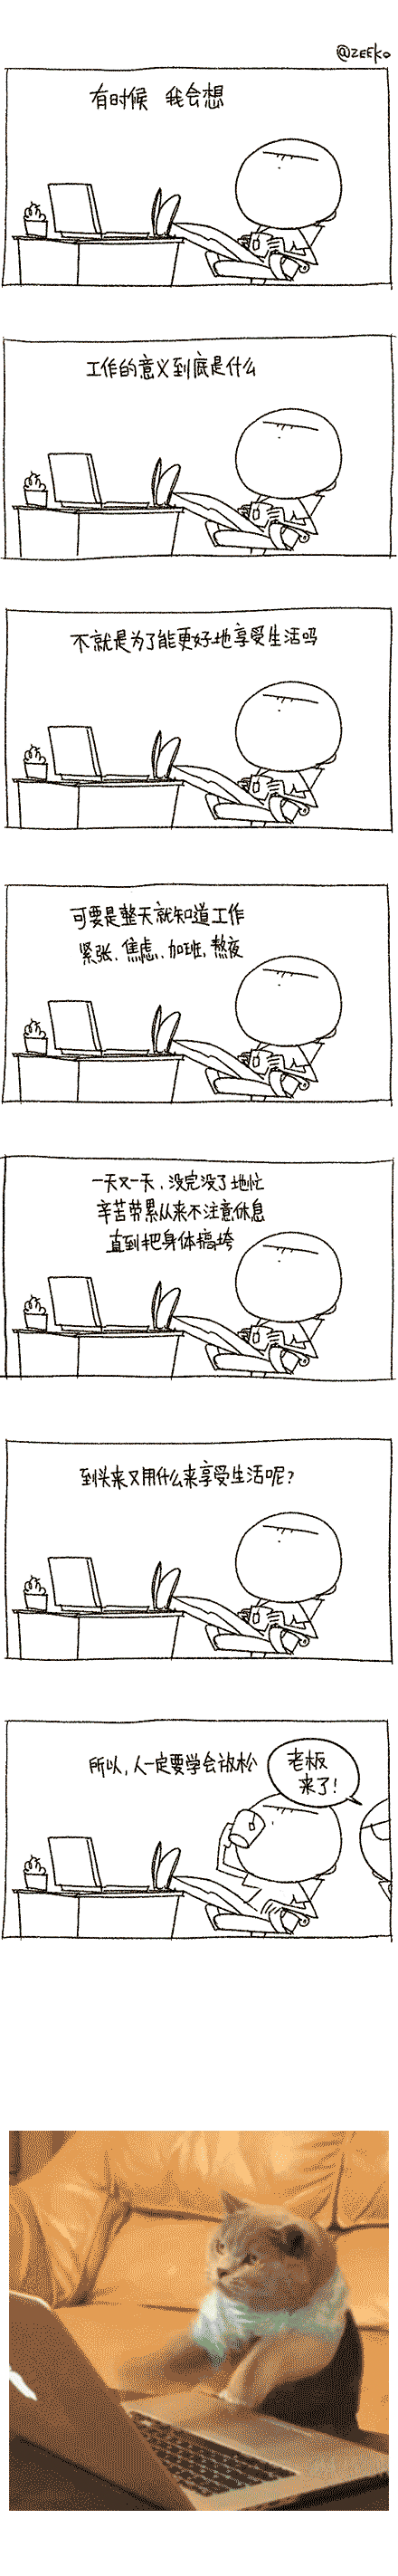 @ZEEKO
有时候 我会想
工作的意义到底是什么
不就是为了能更好地享受生活吗
可要是整天就知道工作
紧张、焦虑、加班、熬夜
一天又一天，没完没了地忙
辛苦劳累从来不注意休息
直到把身体搞垮
到头来又用什么来享受生活呢？
所以，人一定要学会放松
老板
来了！